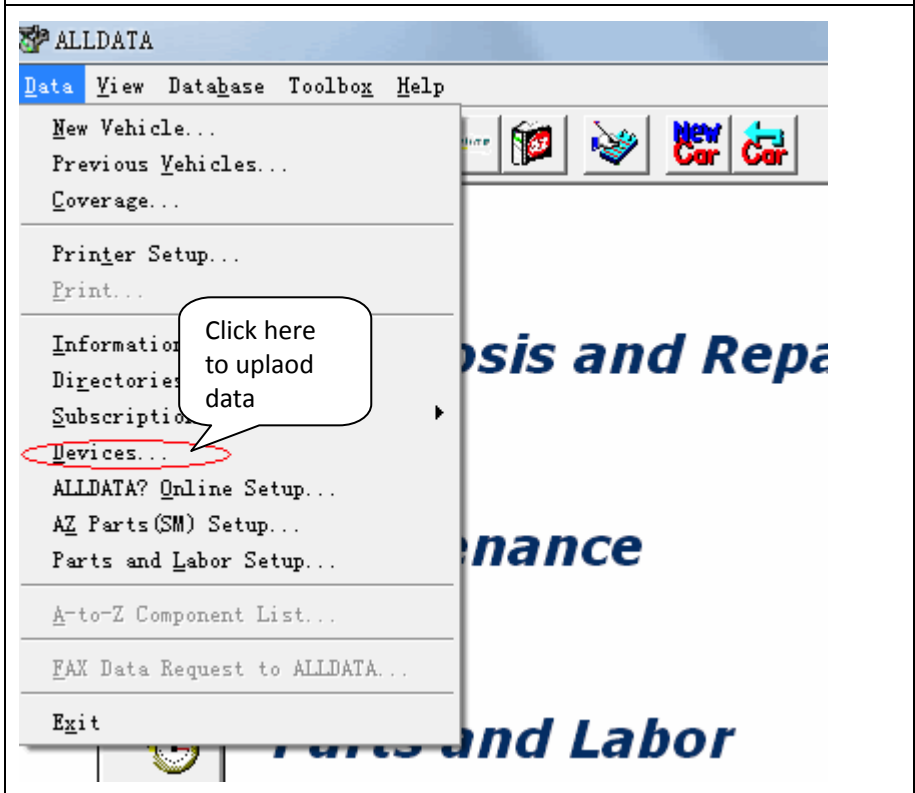 ALLDATA
Data View Database Toolbox Help
New Vehicle...
Previous Vehicles...
Coverage...
New Car Car
Printer Setup...
Print...
Click here
to uplaod
data
Informatio
Directories
Subscriptio
Devices...
ALLDATA? Online Setup...
AZ Parts(SM) Setup...
Parts and Labor Setup...
A-to-Z Component List...
FAX Data Request to ALLDATA...
Exit
osis and Repa
enance
Parts and Labor